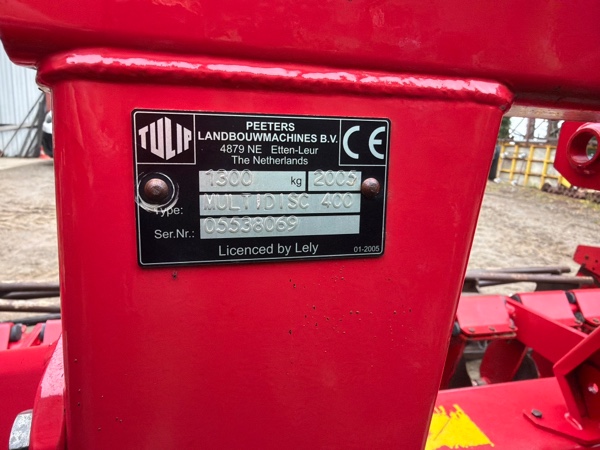 TULIP
PEETERS
LANDBOUWMACHINES B.V.
4879 NE Etten-Leur
The Netherlands
CE
1300 kg 2005
Type: MULTIDISC 400
Ser.Nr.: 05538069
Licenced by Lely
01-2005